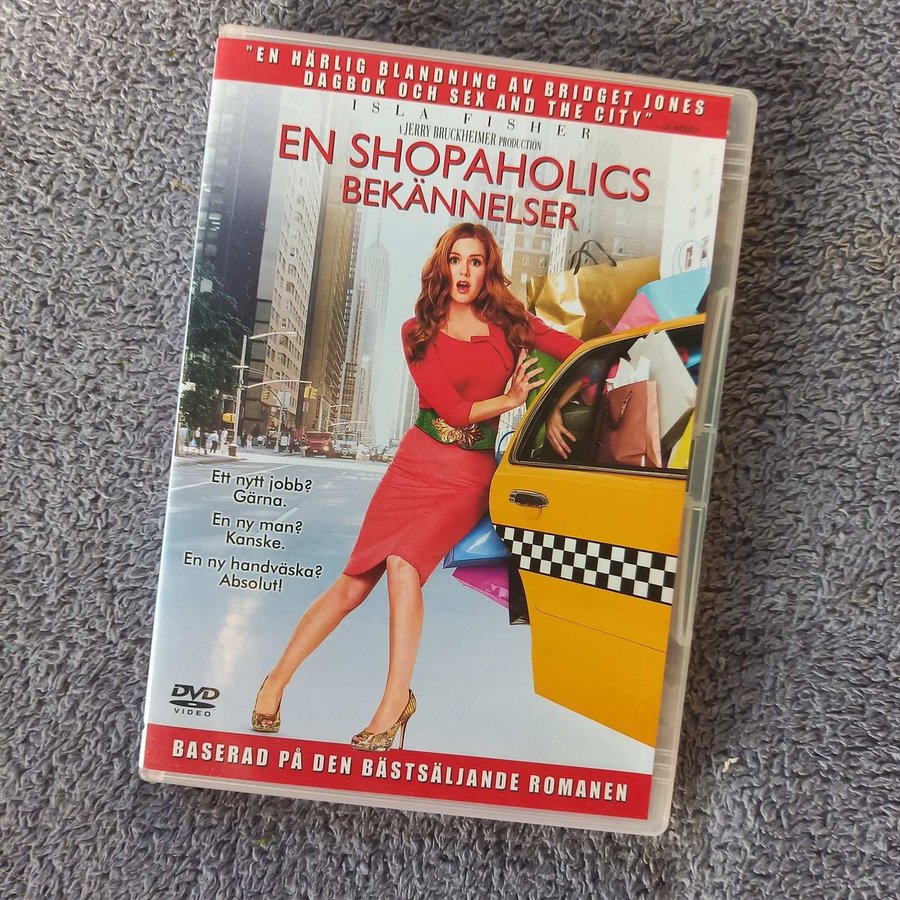 "EN HÄRLIG BLANDNING AV BRIDGET JONES
DAGBOK OCH SEX AND THE CITY" – US WEEKLY
ISLA FISHER
A JERRY BRUCKHEIMER PRODUCTION
EN SHOPAHOLICS
BEKÄNNELSER
Ett nytt jobb?
Gärna.
En ny man?
Kanske.
En ny handväska?
Absolut!
DVD
VIDEO
BASERAD PÅ DEN BÄSTSÄLJANDE ROMANEN